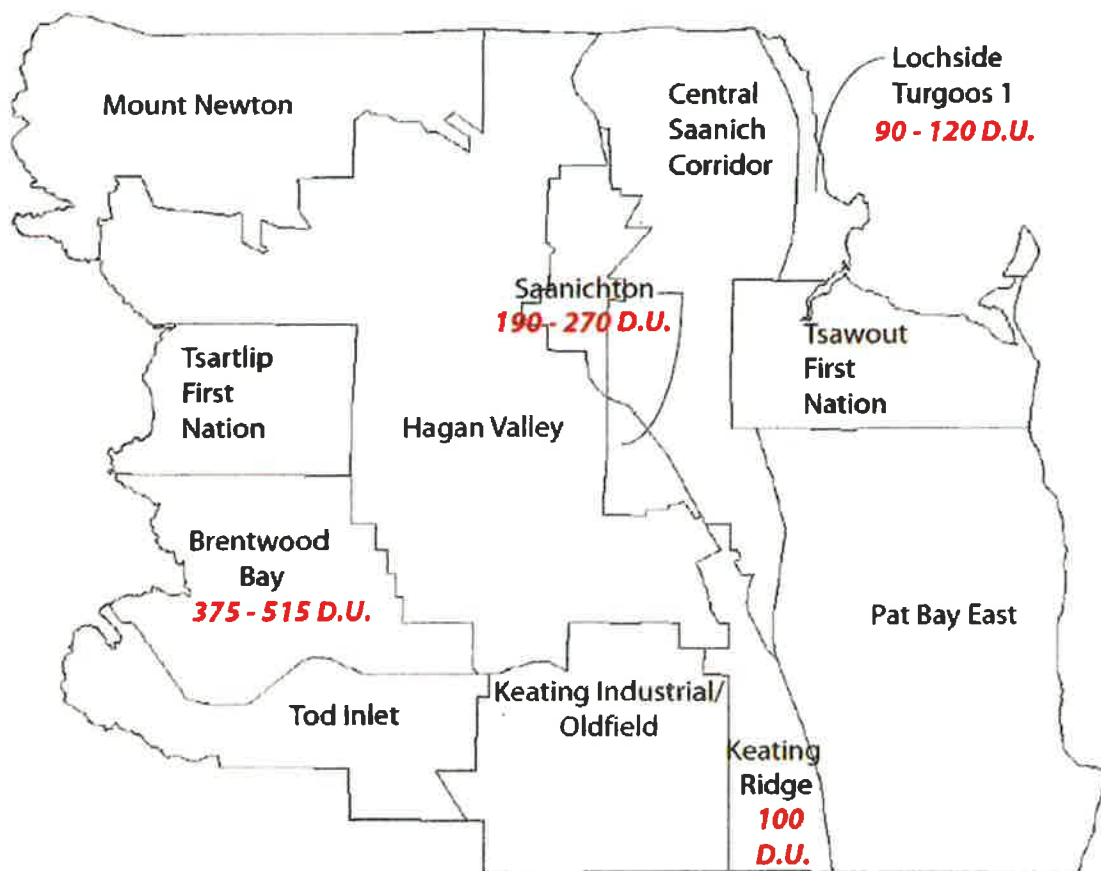 Mount Newton
Central
Saanich
Corridor
Lochside
Turgoos 1
90 - 120 D.U.
Saanichton
190 - 270 D.U.
Tsartlip
First
Nation
Hagan Valley
Tsawout
First
Nation
Brentwood
Bay
375 - 515 D.U.
Pat Bay East
Tod Inlet
Keating Industrial/
Oldfield
Keating
Ridge
100
D.U.